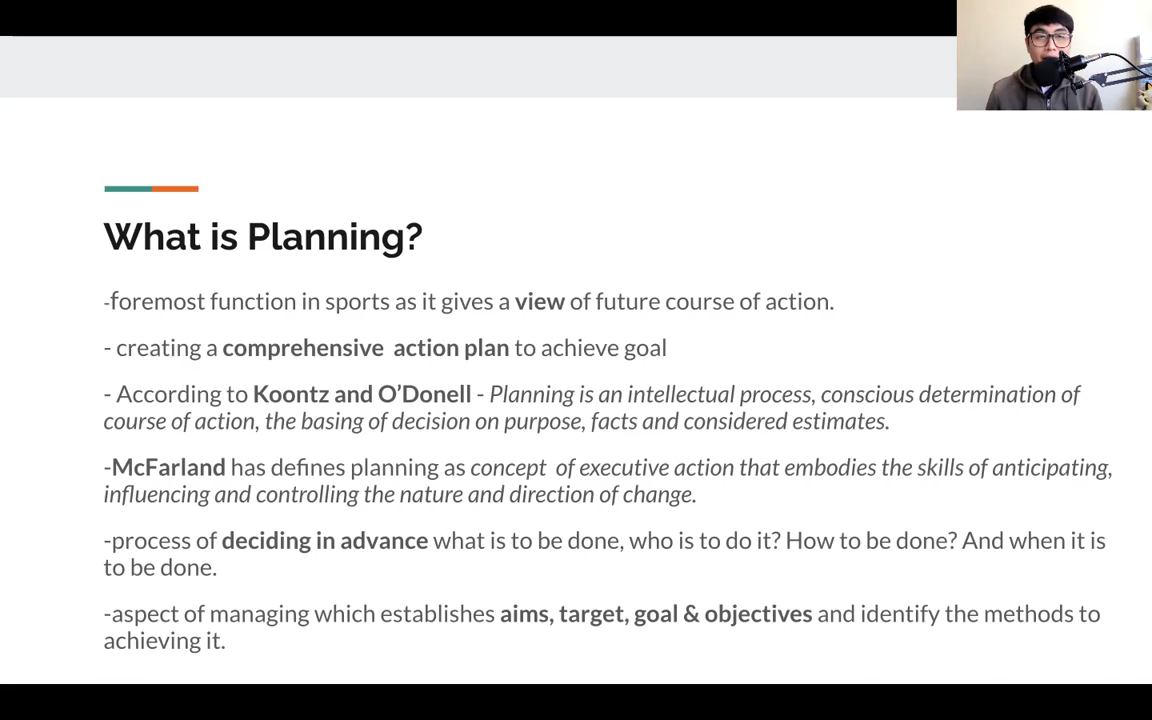 What is Planning?
-foremost function in sports as it gives a view of future course of action.
- creating a comprehensive  action plan to achieve goal
- According to Koontz and O’Donell - Planning is an intellectual process, conscious determination of
course of action, the basing of decision on purpose, facts and considered estimates.
-McFarland has defines planning as concept  of executive action that embodies the skills of anticipating,
influencing and controlling the nature and direction of change.
-process of deciding in advance what is to be done, who is to do it? How to be done? And when it is
to be done.
-aspect of managing which establishes aims, target, goal & objectives and identify the methods to
achieving it.